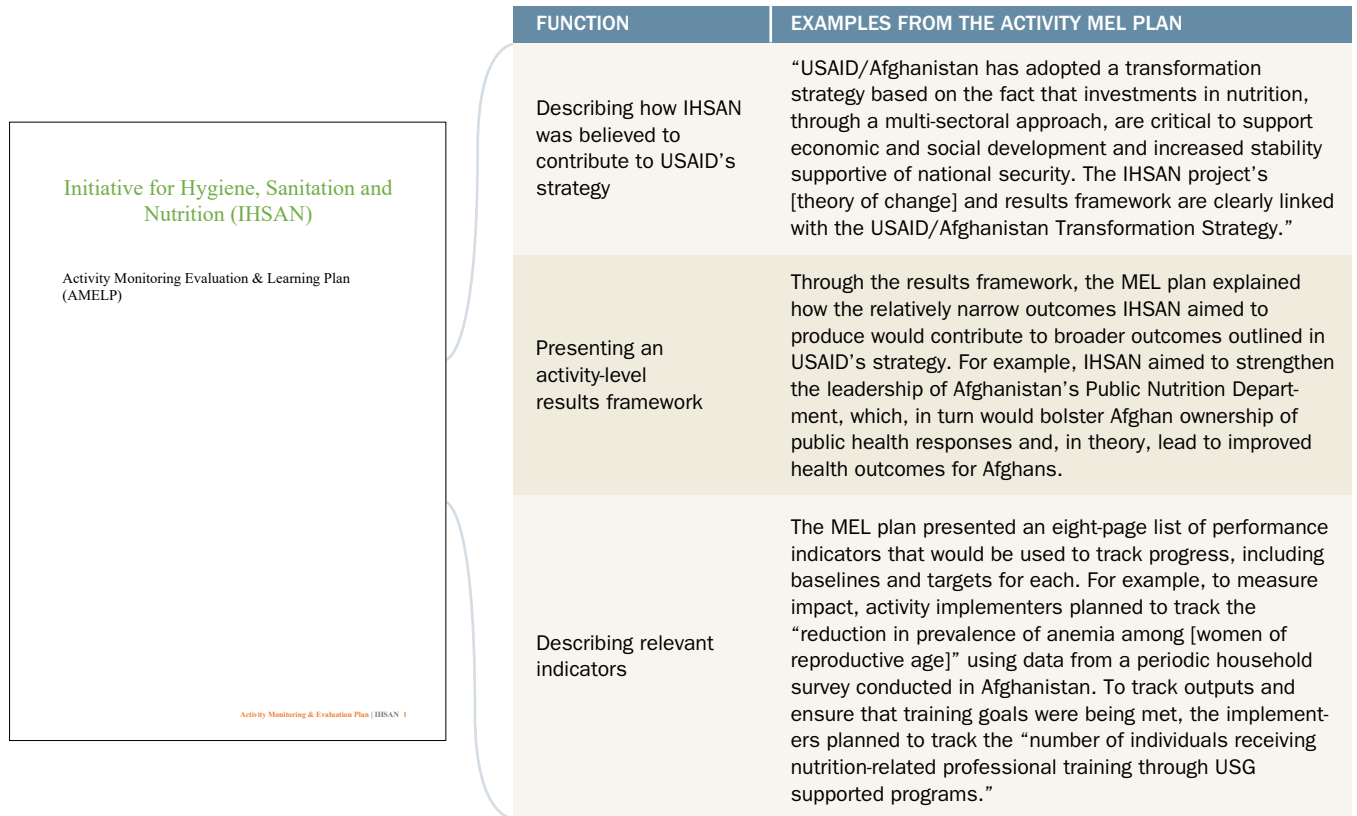 Initiative for Hygiene, Sanitation and
Nutrition (IHSAN)
Activity Monitoring Evaluation & Learning Plan
(AMELP)
Activity Monitoring & Evaluation Plan | IHSAN 1
FUNCTION
EXAMPLES FROM THE ACTIVITY MEL PLAN
Describing how IHSAN
was believed to
contribute to USAID’s
strategy
“USAID/Afghanistan has adopted a transformation
strategy based on the fact that investments in nutrition,
through a multi-sectoral approach, are critical to support
economic and social development and increased stability
supportive of national security. The IHSAN project’s
[theory of change] and results framework are clearly linked
with the USAID/Afghanistan Transformation Strategy.”
Presenting an
activity-level
results framework
Through the results framework, the MEL plan explained
how the relatively narrow outcomes IHSAN aimed to
produce would contribute to broader outcomes outlined in
USAID’s strategy. For example, IHSAN aimed to strengthen
the leadership of Afghanistan’s Public Nutrition Depart-
ment, which, in turn would bolster Afghan ownership of
public health responses and, in theory, lead to improved
health outcomes for Afghans.
Describing relevant
indicators
The MEL plan presented an eight-page list of performance
indicators that would be used to track progress, including
baselines and targets for each. For example, to measure
impact, activity implementers planned to track the
“reduction in prevalence of anemia among [women of
reproductive age]” using data from a periodic household
survey conducted in Afghanistan. To track outputs and
ensure that training goals were being met, the implement-
ers planned to track the “number of individuals receiving
nutrition-related professional training through USG
supported programs.”